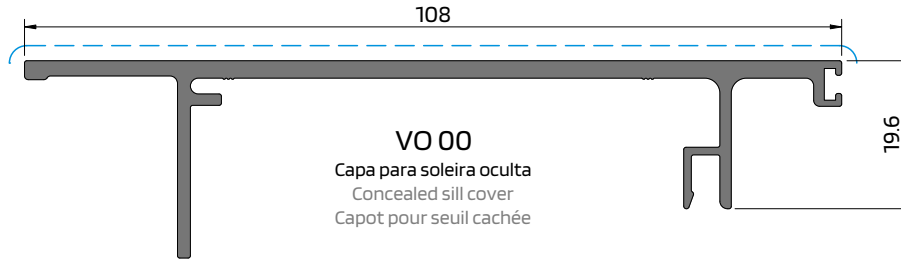 108
19.6
VO 00
Capa para soleira oculta
Concealed sill cover
Capot pour seuil cachée